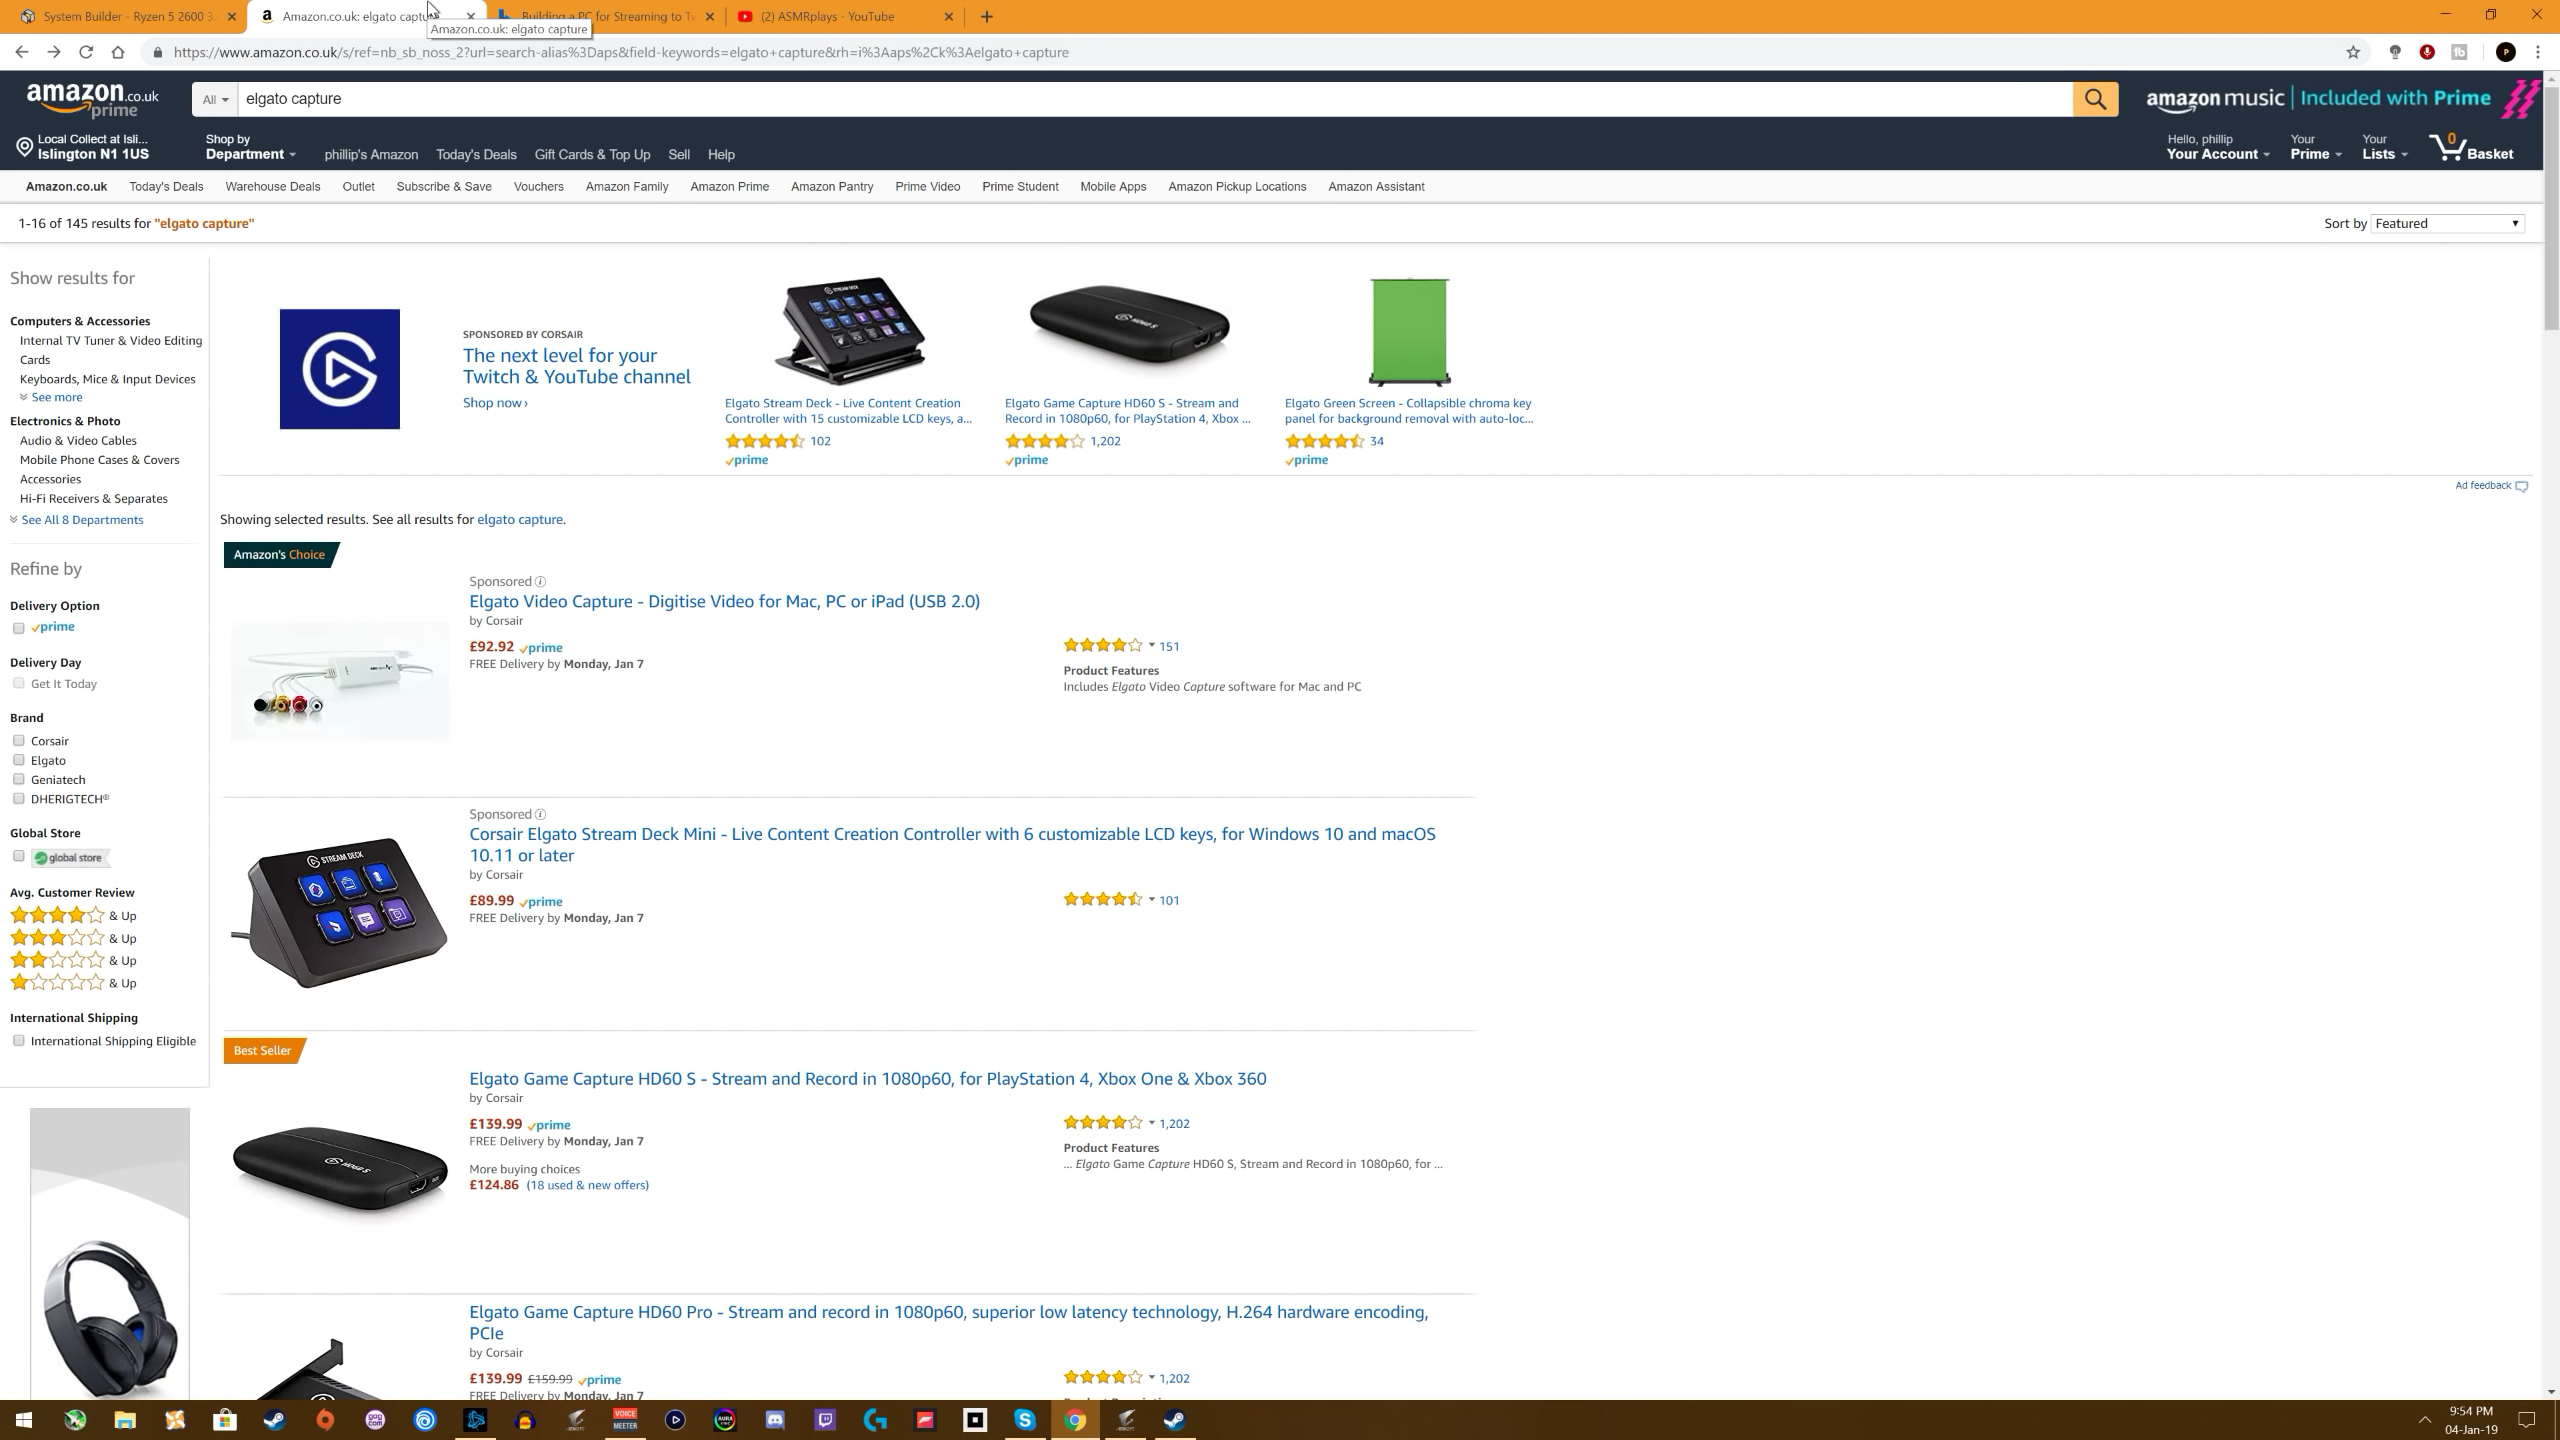 System Builder - Ryzen 5 2600 3.
Amazon.co.uk: elgato captu
Building a PC for Streaming to Tw
(2) ASMRplays - YouTube
Amazon.co.uk: elgato capture
https://www.amazon.co.uk/s/ref=nb_sb_noss_2?url=search-alias%3Daps&field-keywords=elgato+capture&rh=i%3Aaps%2Ck%3Aelgato+capture
amazon.co.uk
prime
All
elgato capture
amazon music | Included with Prime
Local Collect at Isli...
Islington N1 1US
Shop by
Department
phillip's Amazon Today's Deals Gift Cards & Top Up Sell Help
Hello, phillip
Your Account
Your
Prime
Your
Lists
0
Basket
Amazon.co.uk Today's Deals Warehouse Deals Outlet Subscribe & Save Vouchers Amazon Family Amazon Prime Amazon Pantry Prime Video Prime Student Mobile Apps Amazon Pickup Locations Amazon Assistant
1-16 of 145 results for "elgato capture"
Sort by Featured
Show results for
Computers & Accessories
Internal TV Tuner & Video Editing
Cards
Keyboards, Mice & Input Devices
See more
Electronics & Photo
Audio & Video Cables
Mobile Phone Cases & Covers
Accessories
Hi-Fi Receivers & Separates
See All 8 Departments
Refine by
Delivery Option
prime
Delivery Day
Get It Today
Brand
Corsair
Elgato
Geniatech
DHERIGTECH®
Global Store
global store
Avg. Customer Review
& Up
& Up
& Up
& Up
International Shipping
International Shipping Eligible
SPONSORED BY CORSAIR
The next level for your
Twitch & YouTube channel
Shop now ›
STREAM DECK
Elgato Stream Deck - Live Content Creation
Controller with 15 customizable LCD keys, a...
102
prime
HD60 S
Elgato Game Capture HD60 S - Stream and
Record in 1080p60, for PlayStation 4, Xbox ...
1,202
prime
Elgato Green Screen - Collapsible chroma key
panel for background removal with auto-loc...
34
prime
Ad feedback
Showing selected results. See all results for elgato capture.
Amazon's Choice
Sponsored
Elgato Video Capture - Digitise Video for Mac, PC or iPad (USB 2.0)
by Corsair
£92.92 prime
FREE Delivery by Monday, Jan 7
151
Product Features
Includes Elgato Video Capture software for Mac and PC
Sponsored
Corsair Elgato Stream Deck Mini - Live Content Creation Controller with 6 customizable LCD keys, for Windows 10 and macOS
10.11 or later
by Corsair
£89.99 prime
FREE Delivery by Monday, Jan 7
101
STREAM DECK
Best Seller
Elgato Game Capture HD60 S - Stream and Record in 1080p60, for PlayStation 4, Xbox One & Xbox 360
by Corsair
£139.99 prime
FREE Delivery by Monday, Jan 7
More buying choices
£124.86 (18 used & new offers)
1,202
Product Features
... Elgato Game Capture HD60 S, Stream and Record in 1080p60, for ...
HD60 S
Elgato Game Capture HD60 Pro - Stream and record in 1080p60, superior low latency technology, H.264 hardware encoding,
PCIe
by Corsair
£139.99 £159.99 prime
FREE Delivery by Monday, Jan 7
1,202
VOICE
MEETER
AURA
9:54 PM
04-Jan-19